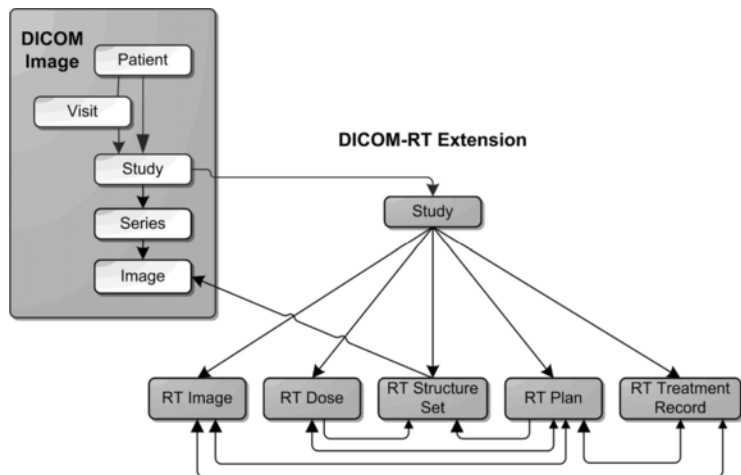 DICOM
Image
Patient
Visit
Study
Series
Image
DICOM-RT Extension
Study
RT Image
RT Dose
RT Structure
Set
RT Plan
RT Treatment
Record